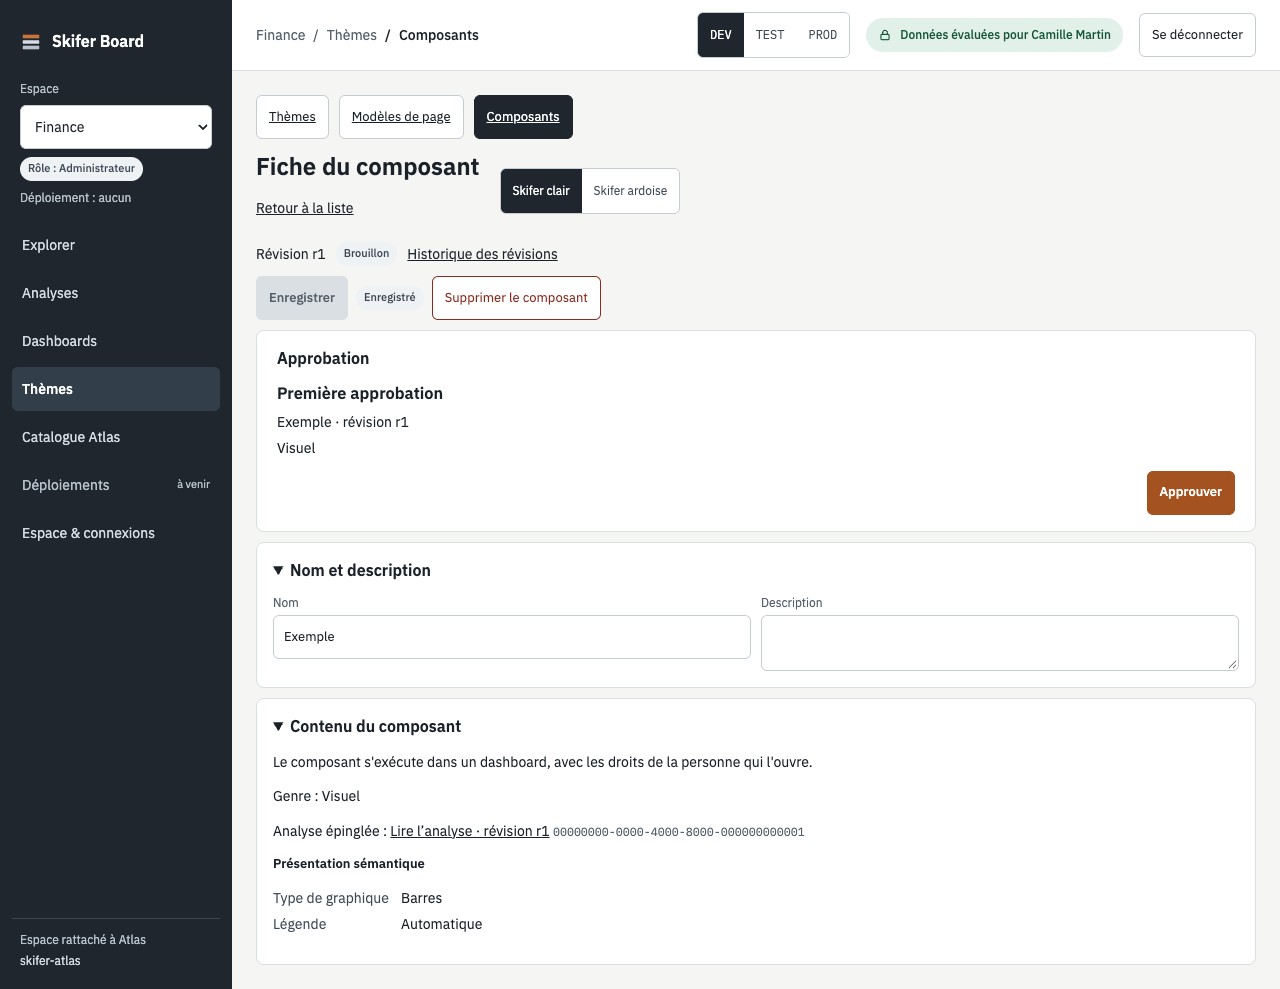 Skifer Board
Espace
Finance
Rôle : Administrateur
Déploiement : aucun
Explorer
Analyses
Dashboards
Thèmes
Catalogue Atlas
Déploiements à venir
Espace & connexions
Espace rattaché à Atlas
skifer-atlas
Finance / Thèmes / Composants
DEV TEST PROD
Données évaluées pour Camille Martin
Se déconnecter
Thèmes Modèles de page Composants
Fiche du composant
Retour à la liste
Skifer clair Skifer ardoise
Révision r1 Brouillon Historique des révisions
Enregistrer Enregistré Supprimer le composant
Approbation
Première approbation
Exemple · révision r1
Visuel
Approuver
Nom et description
Nom Description
Exemple
Contenu du composant
Le composant s'exécute dans un dashboard, avec les droits de la personne qui l'ouvre.
Genre : Visuel
Analyse épinglée : Lire l’analyse · révision r1 00000000-0000-4000-8000-000000000001
Présentation sémantique
Type de graphique Barres
Légende Automatique